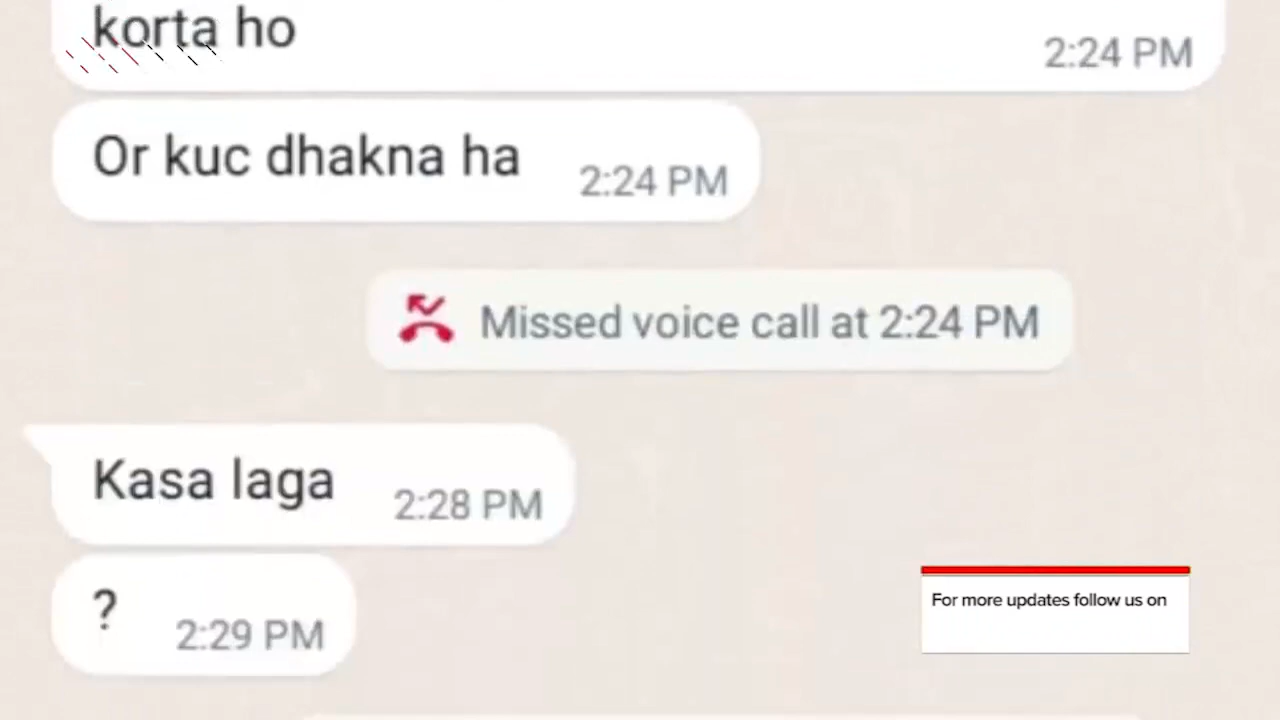 korta ho
2:24 PM
Or kuc dhakna ha
2:24 PM
Missed voice call at 2:24 PM
Kasa laga
2:28 PM
?
2:29 PM
For more updates follow us on